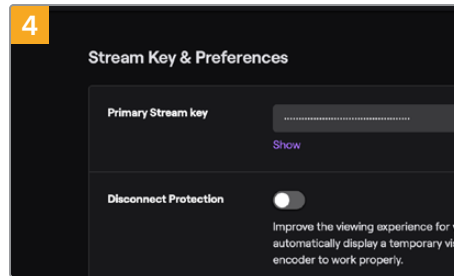 4
Stream Key & Preferences
Primary Stream key
Show
Disconnect Protection
Improve the viewing experience for
automatically display a temporary
encoder to work properly.